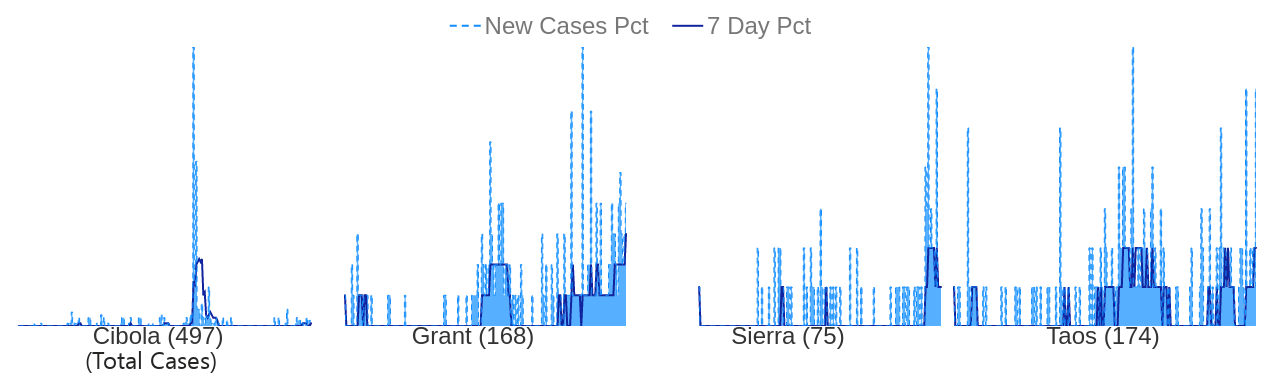 New Cases Pct 7 Day Pct
Cibola (497) Grant (168) Sierra (75) Taos (174)
(Total Cases)